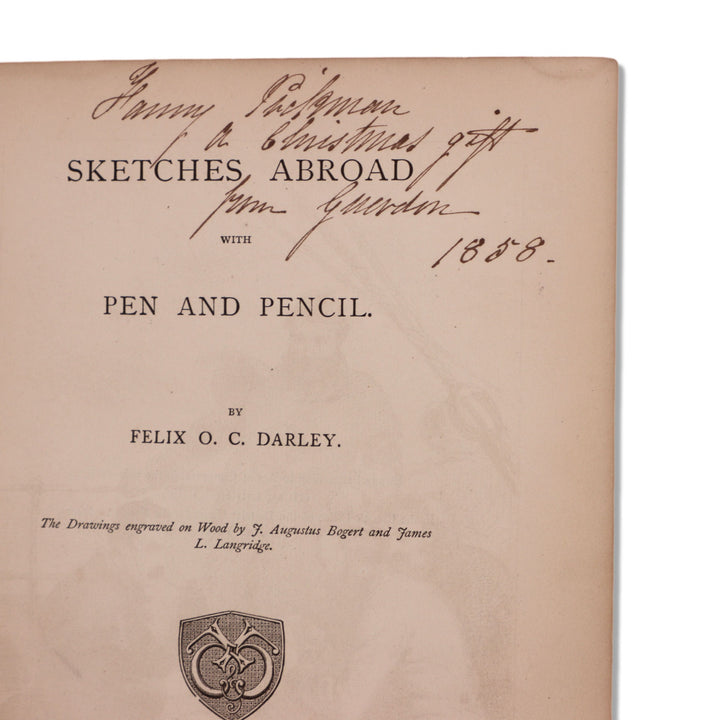 Fanny Pickman
a Christmas gift
SKETCHES ABROAD
from Guerdon
WITH
1858.
PEN AND PENCIL.
BY
FELIX O. C. DARLEY.
The Drawings engraved on Wood by J. Augustus Bogert and James
L. Langridge.